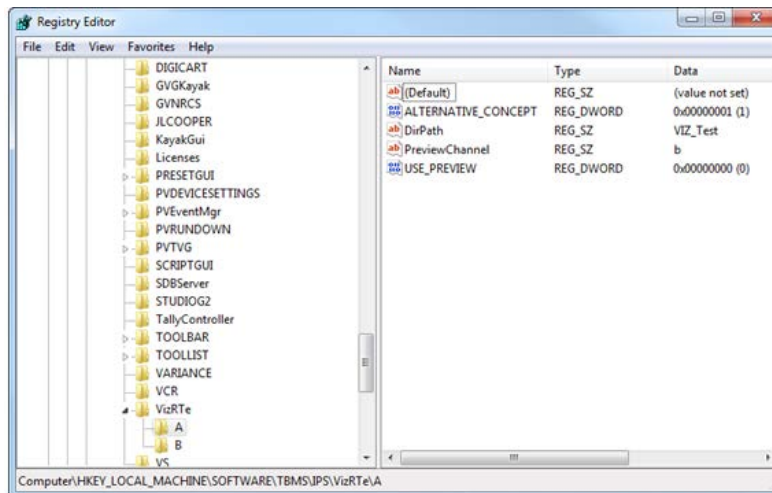 Registry Editor
File Edit View Favorites Help
DIGICART
GVGKayak
GVNRCS
JLCOOPER
KayakGui
Licenses
PRESETGUI
PVDEVICESETTINGS
PVEventMgr
PVRUNDOWN
PVTVG
SCRIPTGUI
SDBServer
STUDIOG2
TallyController
TOOLBAR
TOOLLIST
VARIANCE
VCR
VizRTe
A
B
VS
Name Type Data
(Default) REG_SZ (value not set)
ALTERNATIVE_CONCEPT REG_DWORD 0x00000001 (1)
DirPath REG_SZ VIZ_Test
PreviewChannel REG_SZ b
USE_PREVIEW REG_DWORD 0x00000000 (0)
Computer\HKEY_LOCAL_MACHINE\SOFTWARE\TBMS\IPS\VizRTe\A